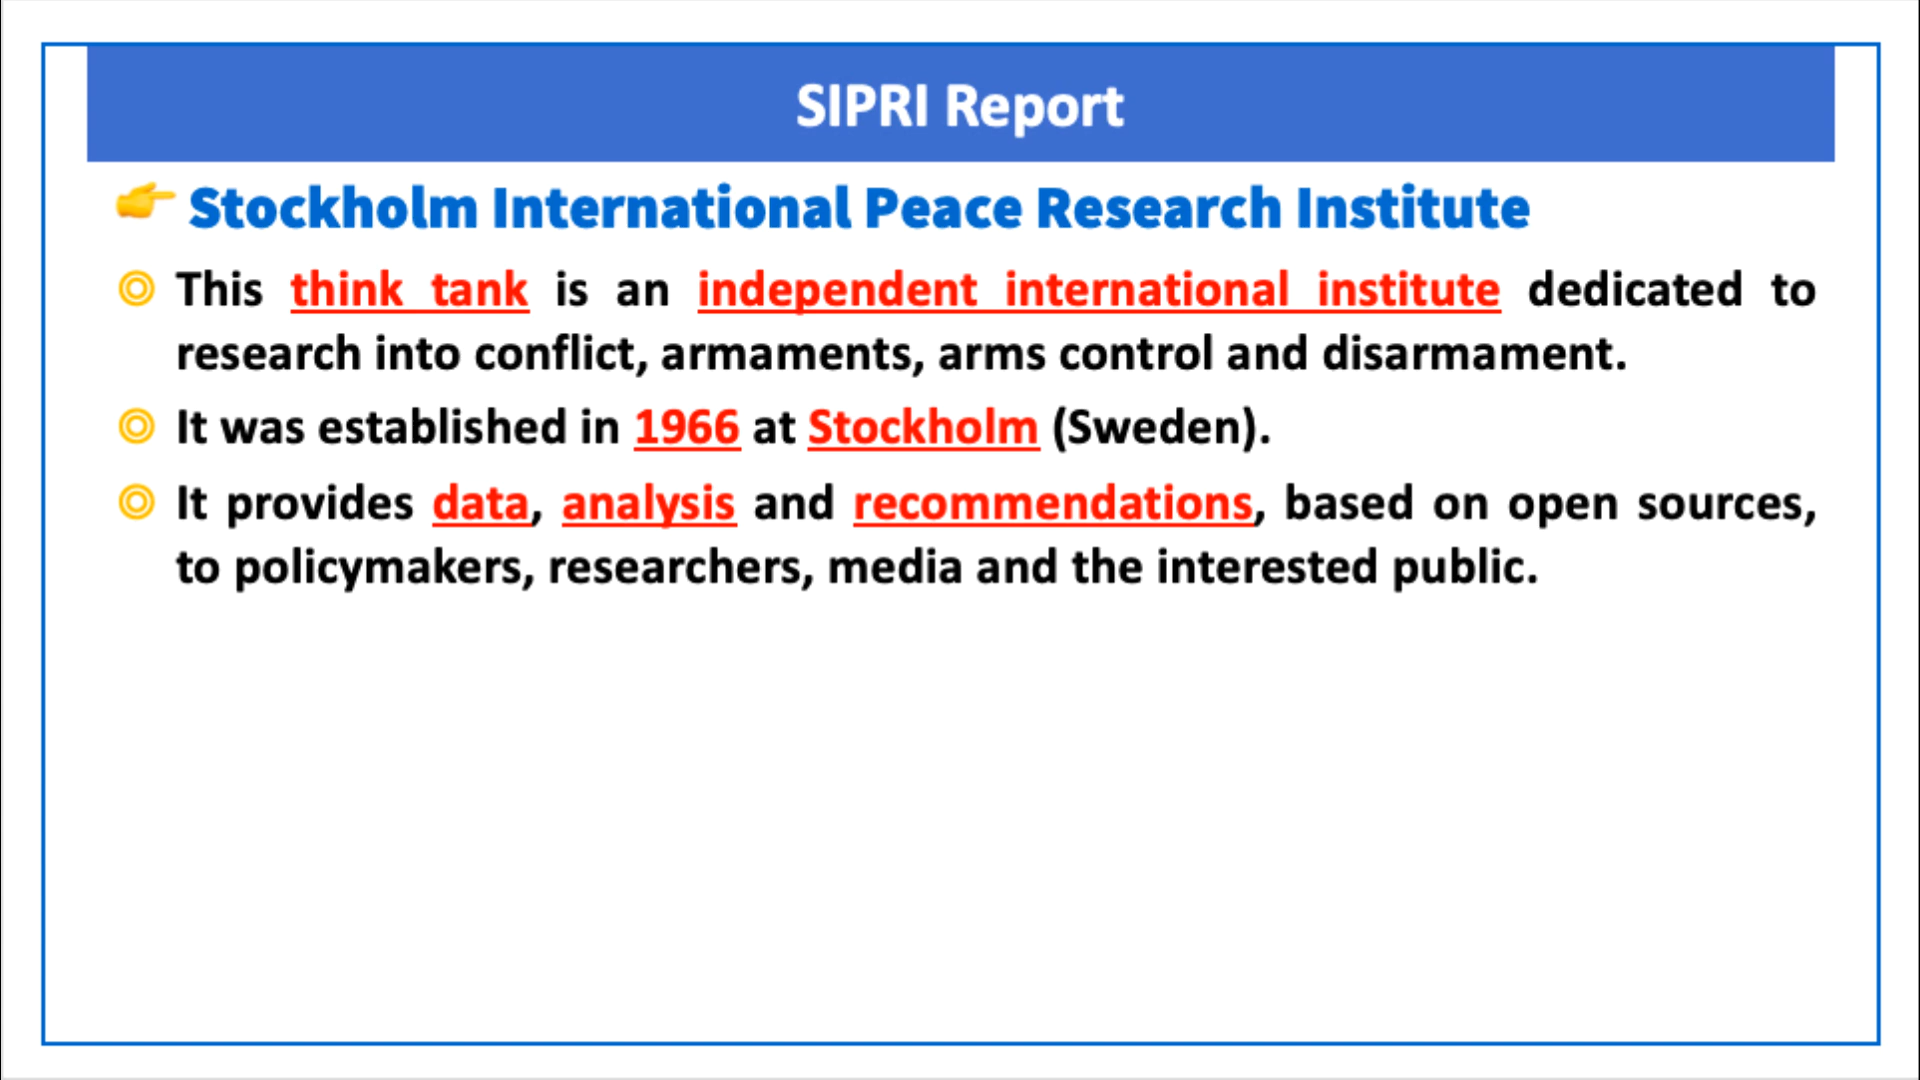 SIPRI Report
Stockholm International Peace Research Institute
This think tank is an independent international institute dedicated to
research into conflict, armaments, arms control and disarmament.
It was established in 1966 at Stockholm (Sweden).
It provides data, analysis and recommendations, based on open sources,
to policymakers, researchers, media and the interested public.